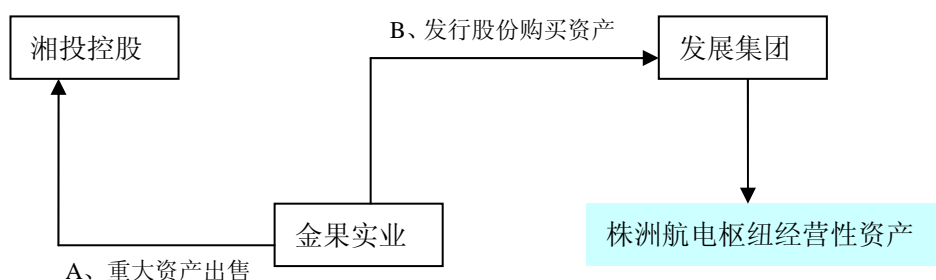 B、发行股份购买资产
湘投控股
发展集团
金果实业
株洲航电枢纽经营性资产
A、重大资产出售